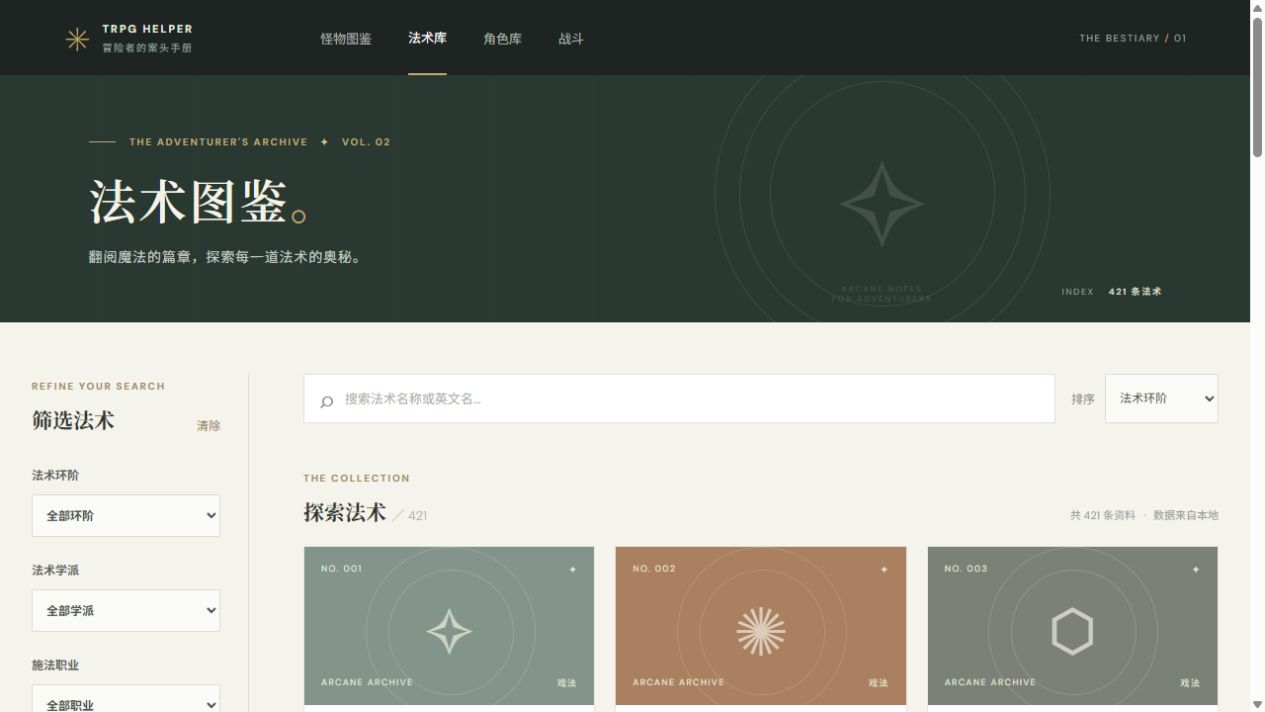 TRPG HELPER
冒险者的案头手册
怪物图鉴
法术库
角色库
战斗
THE BESTIARY / 01
THE ADVENTURER'S ARCHIVE ✦ VOL. 02
法术图鉴。
翻阅魔法的篇章，探索每一道法术的奥秘。
ARCANE NOTES
FOR ADVENTURERS
INDEX 421 条法术
REFINE YOUR SEARCH
筛选法术
清除
法术环阶
全部环阶
法术学派
全部学派
施法职业
全部职业
搜索法术名称或英文名...
排序
法术环阶
THE COLLECTION
探索法术 / 421
共 421 条资料 · 数据来自本地
NO. 001 ✦
ARCANE ARCHIVE 戏法
NO. 002 ✦
ARCANE ARCHIVE 戏法
NO. 003 ✦
ARCANE ARCHIVE 戏法